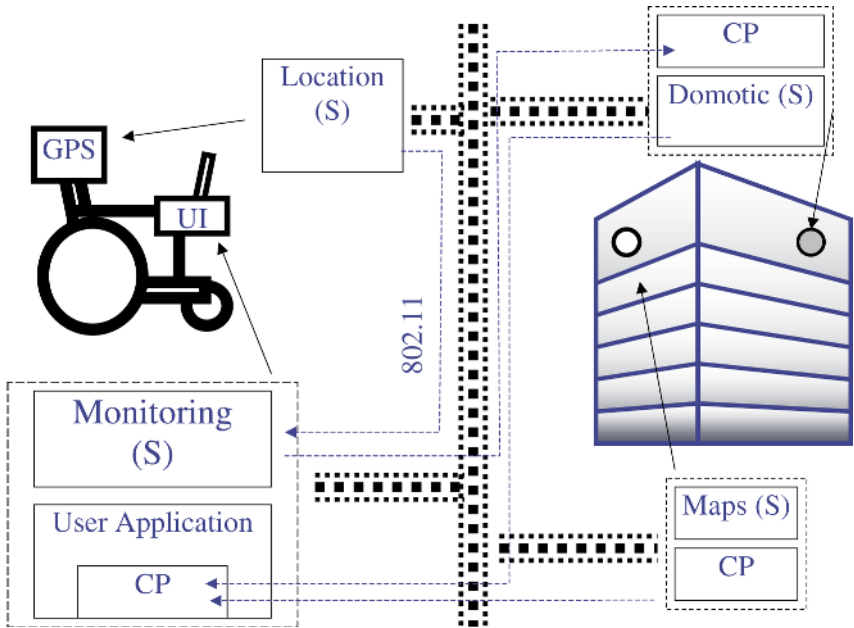 Location
(S)
CP
Domotic (S)
GPS
UI
802.11
Monitoring
(S)
User Application
CP
Maps (S)
CP